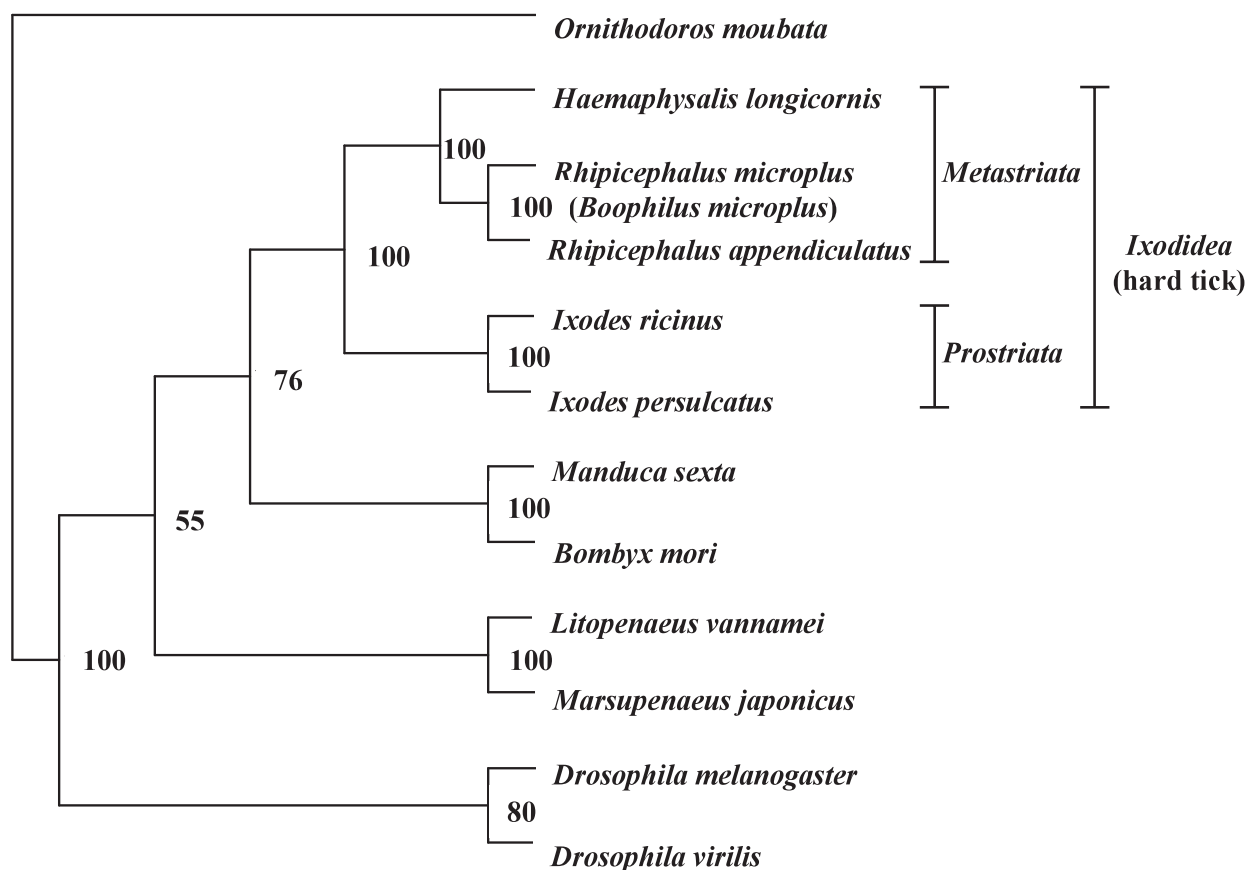 Ornithodoros moubata
Haemaphysalis longicornis
100
Rhipicephalus microplus
Metastriata
100
(Boophilus microplus)
Rhipicephalus appendiculatus
100
Ixodidea
(hard tick)
Ixodes ricinus
100
Prostriata
76
Ixodes persulcatus
Manduca sexta
100
55
Bombyx mori
Litopenaeus vannamei
100
100
Marsupenaeus japonicus
Drosophila melanogaster
80
Drosophila virilis